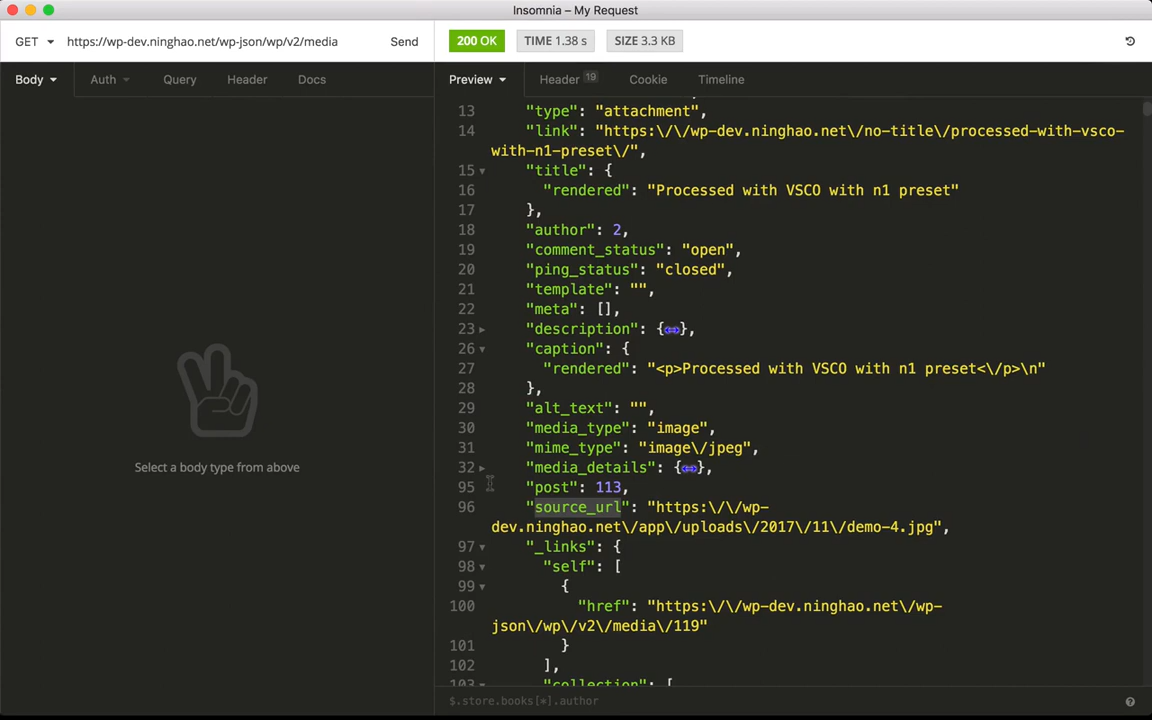 Insomnia – My Request
GET https://wp-dev.ninghao.net/wp-json/wp/v2/media Send
200 OK TIME 1.38 s SIZE 3.3 KB
Body Auth Query Header Docs
Preview Header 19 Cookie Timeline
13 "type": "attachment",
14 "link": "https:\/\/wp-dev.ninghao.net\/no-title\/processed-with-vsco-
with-n1-preset\/",
15 "title": {
16 "rendered": "Processed with VSCO with n1 preset"
17 },
18 "author": 2,
19 "comment_status": "open",
20 "ping_status": "closed",
21 "template": "",
22 "meta": [],
23 "description": {↔},
26 "caption": {
27 "rendered": "<p>Processed with VSCO with n1 preset<\/p>\n"
28 },
29 "alt_text": "",
30 "media_type": "image",
31 "mime_type": "image\/jpeg",
32 "media_details": {↔},
95 "post": 113,
96 "source_url": "https:\/\/wp-
dev.ninghao.net\/app\/uploads\/2017\/11\/demo-4.jpg",
97 "_links": {
98 "self": [
99 {
100 "href": "https:\/\/wp-dev.ninghao.net\/wp-
json\/wp\/v2\/media\/119"
101 }
102 ],
103 "collection": [
Select a body type from above
$.store.books[*].author